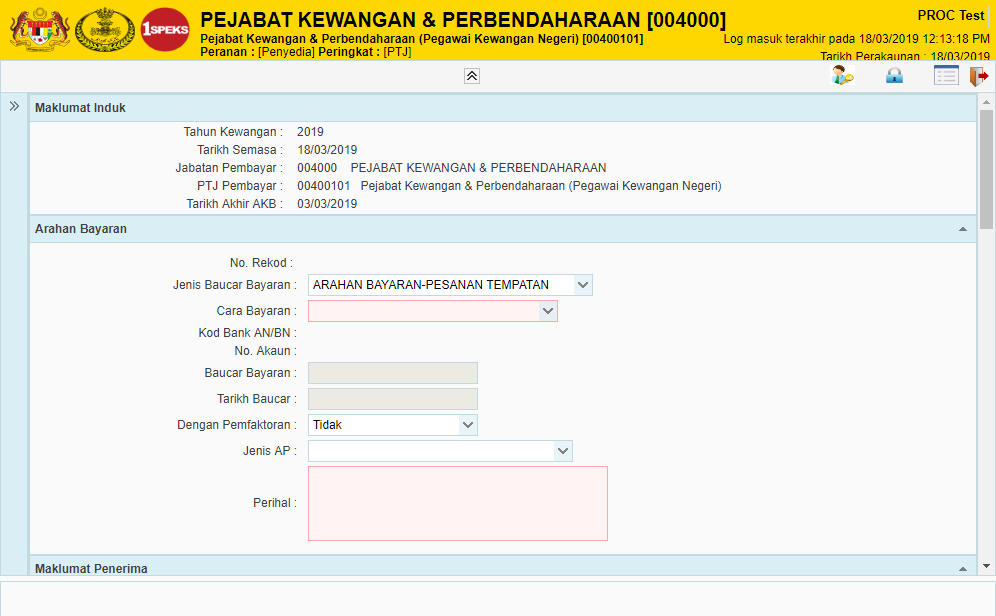 PEJABAT KEWANGAN & PERBENDAHARAAN [004000]
PROC Test
1SPEKS
Pejabat Kewangan & Perbendaharaan (Pegawai Kewangan Negeri) [00400101]
Log masuk terakhir pada 18/03/2019 12:13:18 PM
Peranan : [Penyedia] Peringkat : [PTJ]
Tarikh Perakaunan : 18/03/2019
Maklumat Induk
Tahun Kewangan : 2019
Tarikh Semasa : 18/03/2019
Jabatan Pembayar : 004000 PEJABAT KEWANGAN & PERBENDAHARAAN
PTJ Pembayar : 00400101 Pejabat Kewangan & Perbendaharaan (Pegawai Kewangan Negeri)
Tarikh Akhir AKB : 03/03/2019
Arahan Bayaran
No. Rekod :
Jenis Baucar Bayaran : ARAHAN BAYARAN-PESANAN TEMPATAN
Cara Bayaran :
Kod Bank AN/BN :
No. Akaun :
Baucar Bayaran :
Tarikh Baucar :
Dengan Pemfaktoran : Tidak
Jenis AP :
Perihal :
Maklumat Penerima